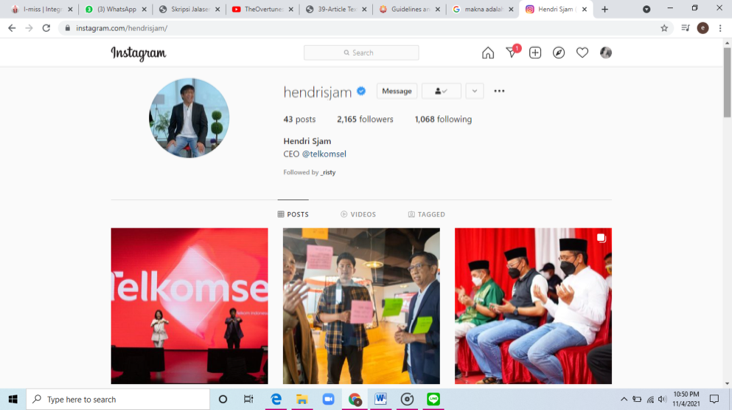 I-miss | Integr
(3) WhatsApp
Skripsi Jalase
TheOvertune
39-Article Te
Guidelines a
makna adalah
Hendri Sjam
instagram.com/hendrisjam/
Instagram
Search
1
hendrisjam
Message
43 posts
2,165 followers
1,068 following
Hendri Sjam
CEO @telkomsel
Followed by _risty
POSTS
VIDEOS
TAGGED
Telkomse
Type here to search
10:50 PM
11/4/2021